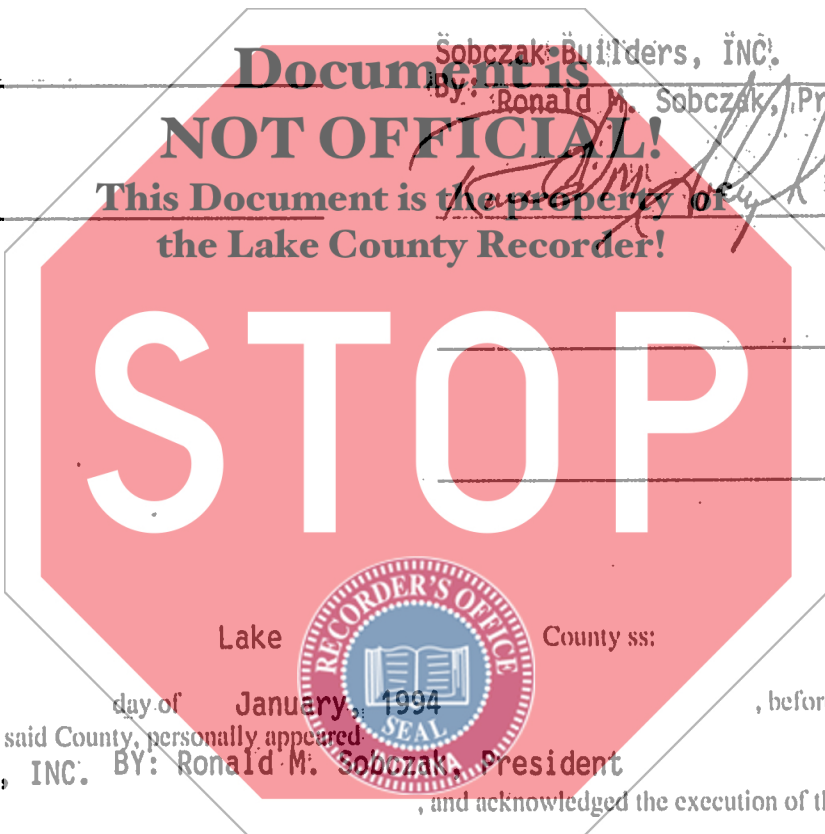 Sobczak Builders, INC.
Document is
By: Ronald M. Sobczak, Pr
NOT OFFICIAL!
This Document is the property of
the Lake County Recorder!
STOP
RECORDER'S OFFICE
Lake County ss:
day of January, 1994 , befor
SEAL
said County, personally appeared
, INC. BY: Ronald M. Sobczak, President
, and acknowledged the execution of th